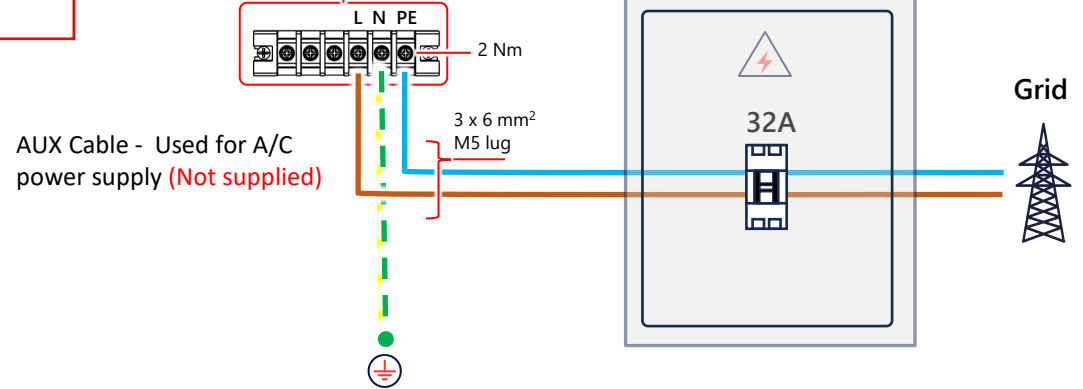 L N PE
2 Nm
3 x 6 mm²
M5 lug
AUX Cable - Used for A/C
power supply (Not supplied)
32A
Grid